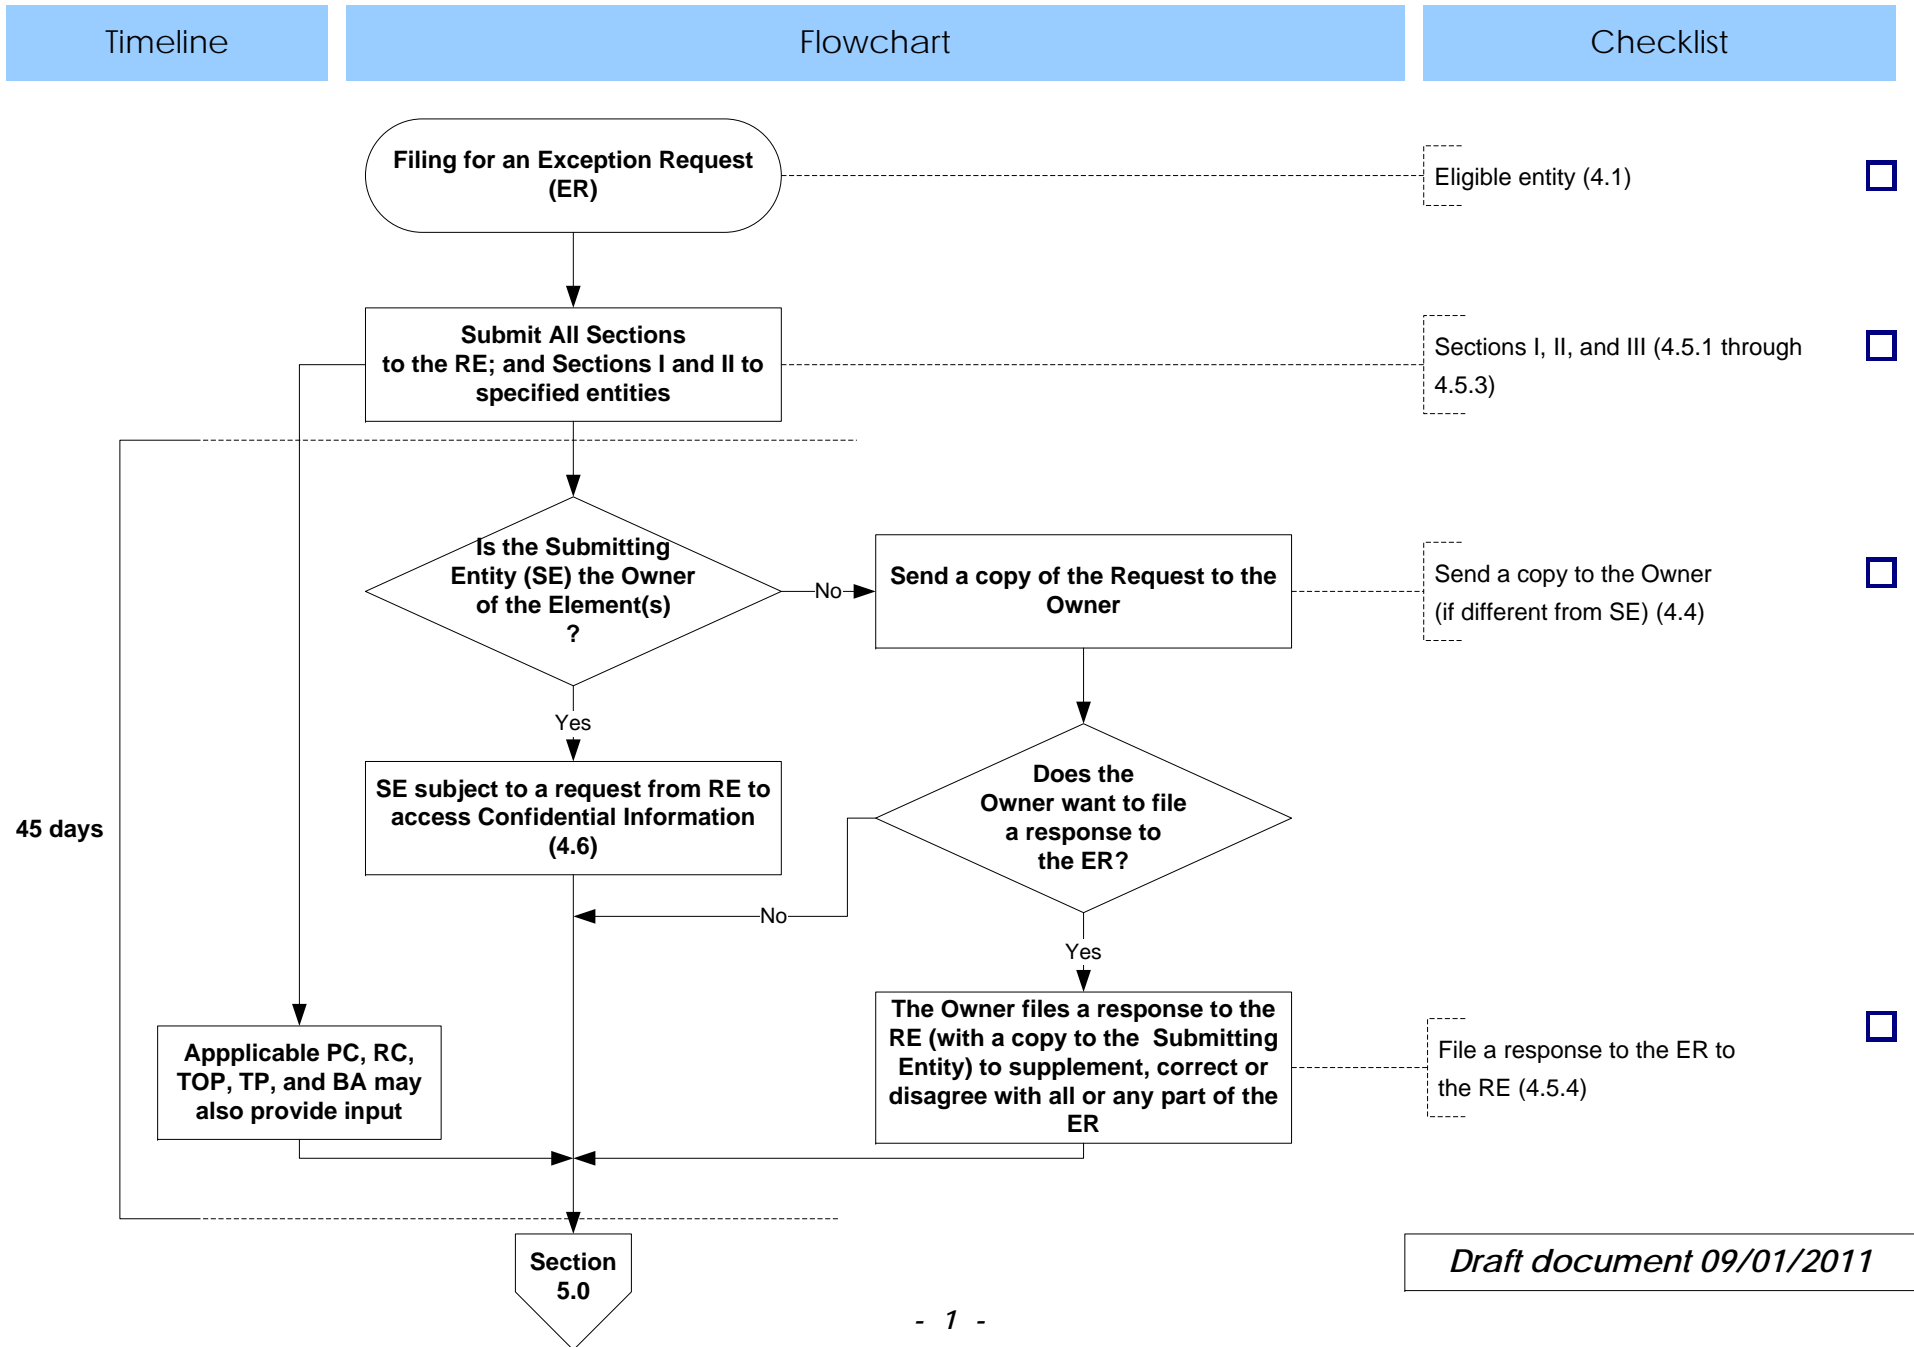 Timeline
Flowchart
Checklist
Filing for an Exception Request
(ER)
Eligible entity (4.1)
Submit All Sections
to the RE; and Sections I and II to
specified entities
Sections I, II, and III (4.5.1 through
4.5.3)
Is the Submitting
Entity (SE) the Owner
of the Element(s)
?
No
Send a copy of the Request to the
Owner
Send a copy to the Owner
(if different from SE) (4.4)
Yes
SE subject to a request from RE to
access Confidential Information
(4.6)
Does the
Owner want to file
a response to
the ER?
45 days
No
Yes
The Owner files a response to the
RE (with a copy to the Submitting
Entity) to supplement, correct or
disagree with all or any part of the
ER
File a response to the ER to
the RE (4.5.4)
Appplicable PC, RC,
TOP, TP, and BA may
also provide input
Section
5.0
Draft document 09/01/2011
- 1 -